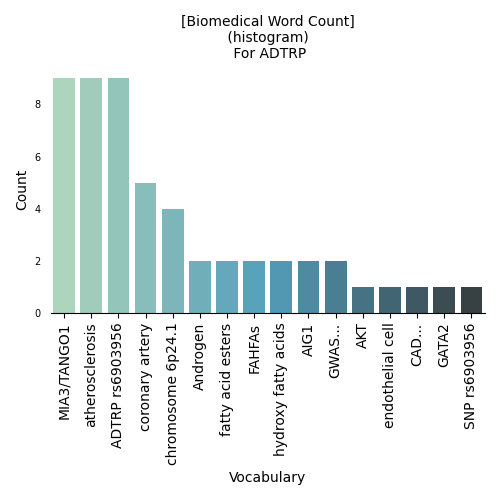 [Biomedical Word Count]
(histogram)
For ADTRP
Count
8
6
4
2
0
MIA3/TANGO1
atherosclerosis
ADTRP rs6903956
coronary artery
chromosome 6p24.1
Androgen
fatty acid esters
FAHFAs
hydroxy fatty acids
AIG1
GWAS...
AKT
endothelial cell
CAD...
GATA2
SNP rs6903956
Vocabulary